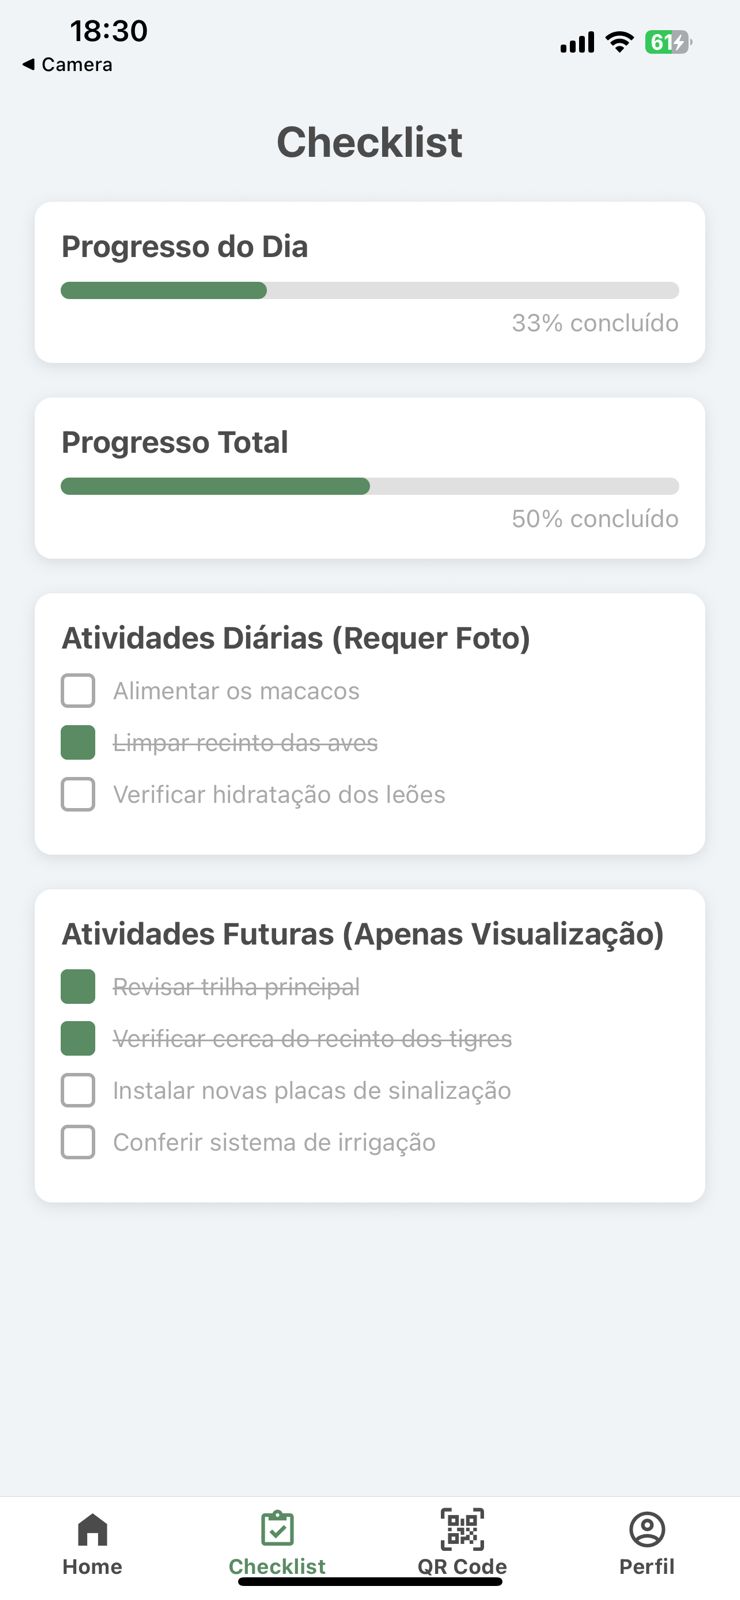 18:30
61
◀ Camera
Checklist
Progresso do Dia
33% concluído
Progresso Total
50% concluído
Atividades Diárias (Requer Foto)
Alimentar os macacos
Limpar recinto das aves
Verificar hidratação dos leões
Atividades Futuras (Apenas Visualização)
Revisar trilha principal
Verificar cerca do recinto dos tigres
Instalar novas placas de sinalização
Conferir sistema de irrigação
Home
Checklist
QR Code
Perfil